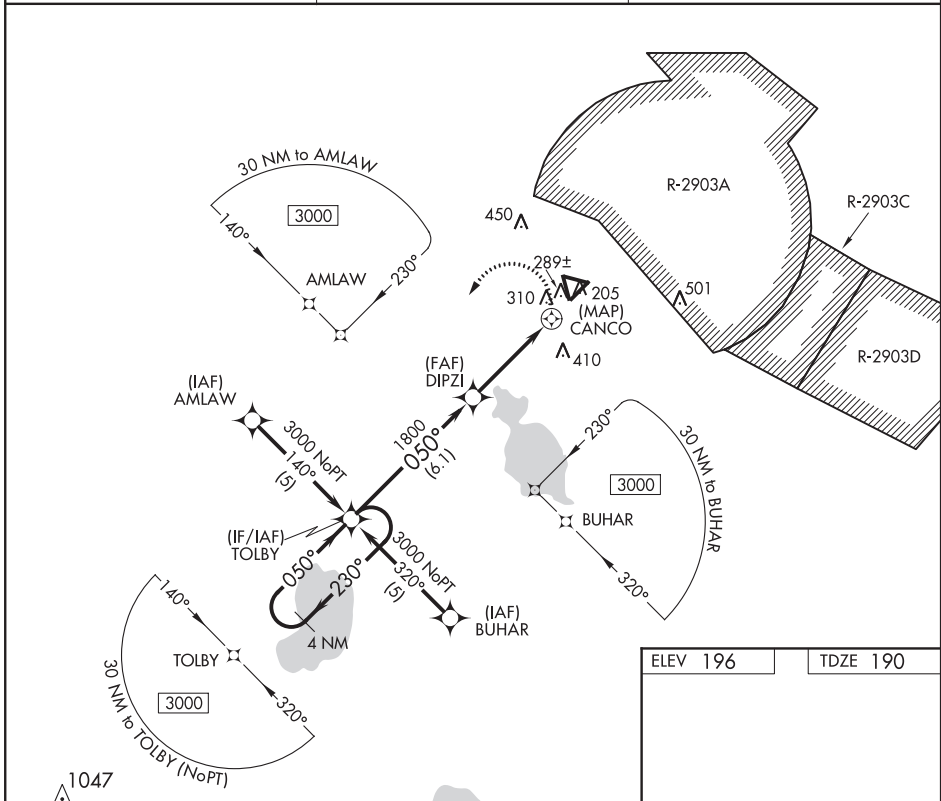 30 NM to AMLAW
3000
140°
230°
AMLAW
R-2903A
R-2903C
R-2903D
450
289±
310
205
(MAP)
CANCO
501
410
(FAF)
DIPZI
(IAF)
AMLAW
3000 NoPT
140°
(5)
1800
050°
(6.1)
(IF/IAF)
TOLBY
050°
230°
4 NM
3000 NoPT
320°
(5)
(IAF)
BUHAR
230°
3000
30 NM to BUHAR
BUHAR
320°
140°
TOLBY
3000
320°
30 NM to TOLBY (NoPT)
1047
ELEV 196
TDZE 190